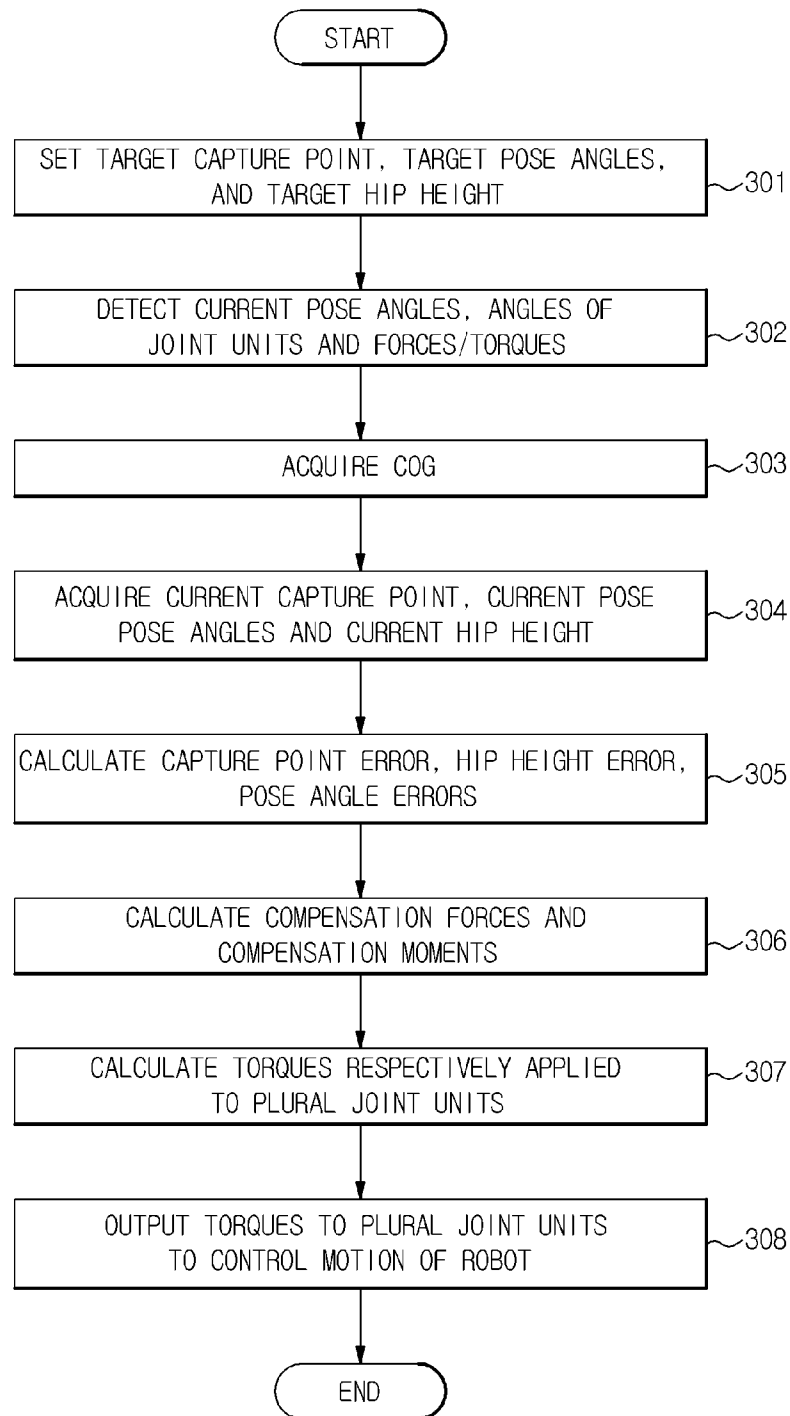 START
SET TARGET CAPTURE POINT, TARGET POSE ANGLES,
AND TARGET HIP HEIGHT
301
DETECT CURRENT POSE ANGLES, ANGLES OF
JOINT UNITS AND FORCES/TORQUES
302
ACQUIRE COG
303
ACQUIRE CURRENT CAPTURE POINT, CURRENT POSE
POSE ANGLES AND CURRENT HIP HEIGHT
304
CALCULATE CAPTURE POINT ERROR, HIP HEIGHT ERROR,
POSE ANGLE ERRORS
305
CALCULATE COMPENSATION FORCES AND
COMPENSATION MOMENTS
306
CALCULATE TORQUES RESPECTIVELY APPLIED
TO PLURAL JOINT UNITS
307
OUTPUT TORQUES TO PLURAL JOINT UNITS
TO CONTROL MOTION OF ROBOT
308
END